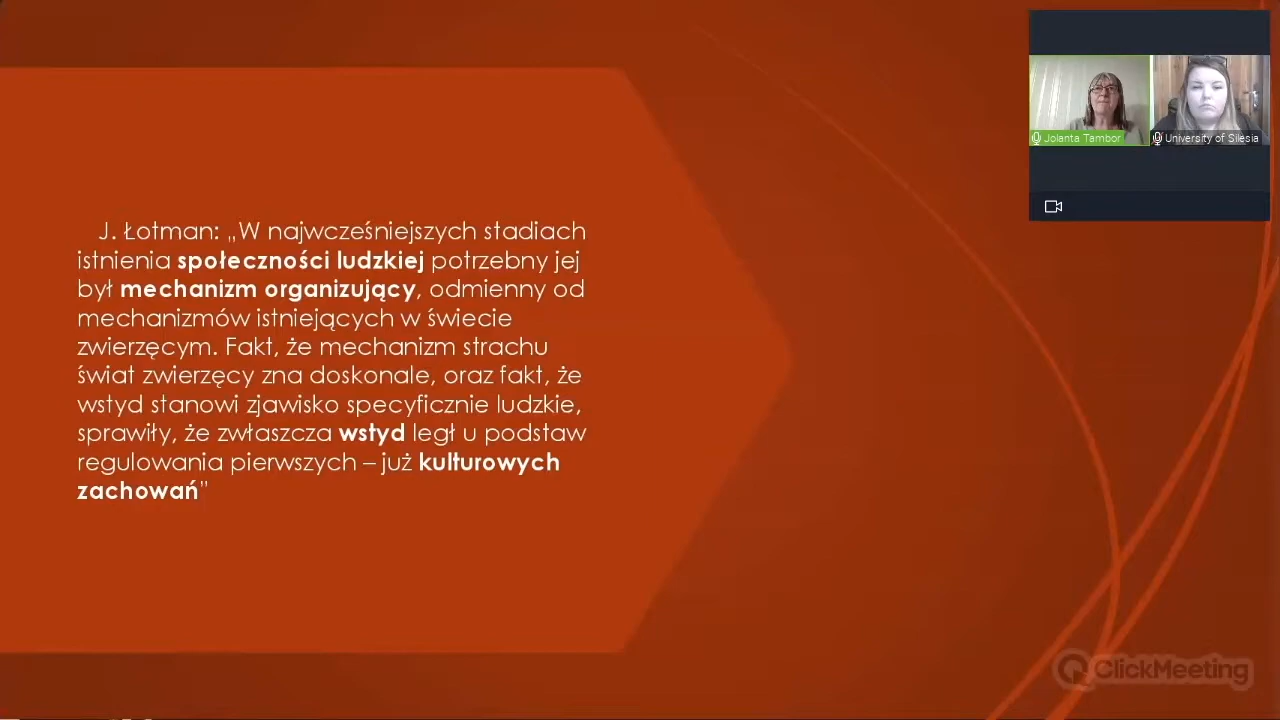 J. Łotman: „W najwcześniejszych stadiach
istnienia społeczności ludzkiej potrzebny jej
był mechanizm organizujący, odmienny od
mechanizmów istniejących w świecie
zwierzęcym. Fakt, że mechanizm strachu
świat zwierzęcy zna doskonale, oraz fakt, że
wstyd stanowi zjawisko specyficznie ludzkie,
sprawiły, że zwłaszcza wstyd legł u podstaw
regulowania pierwszych – już kulturowych
zachowań”
Jolanta Tambor
University of Silesia
ClickMeeting